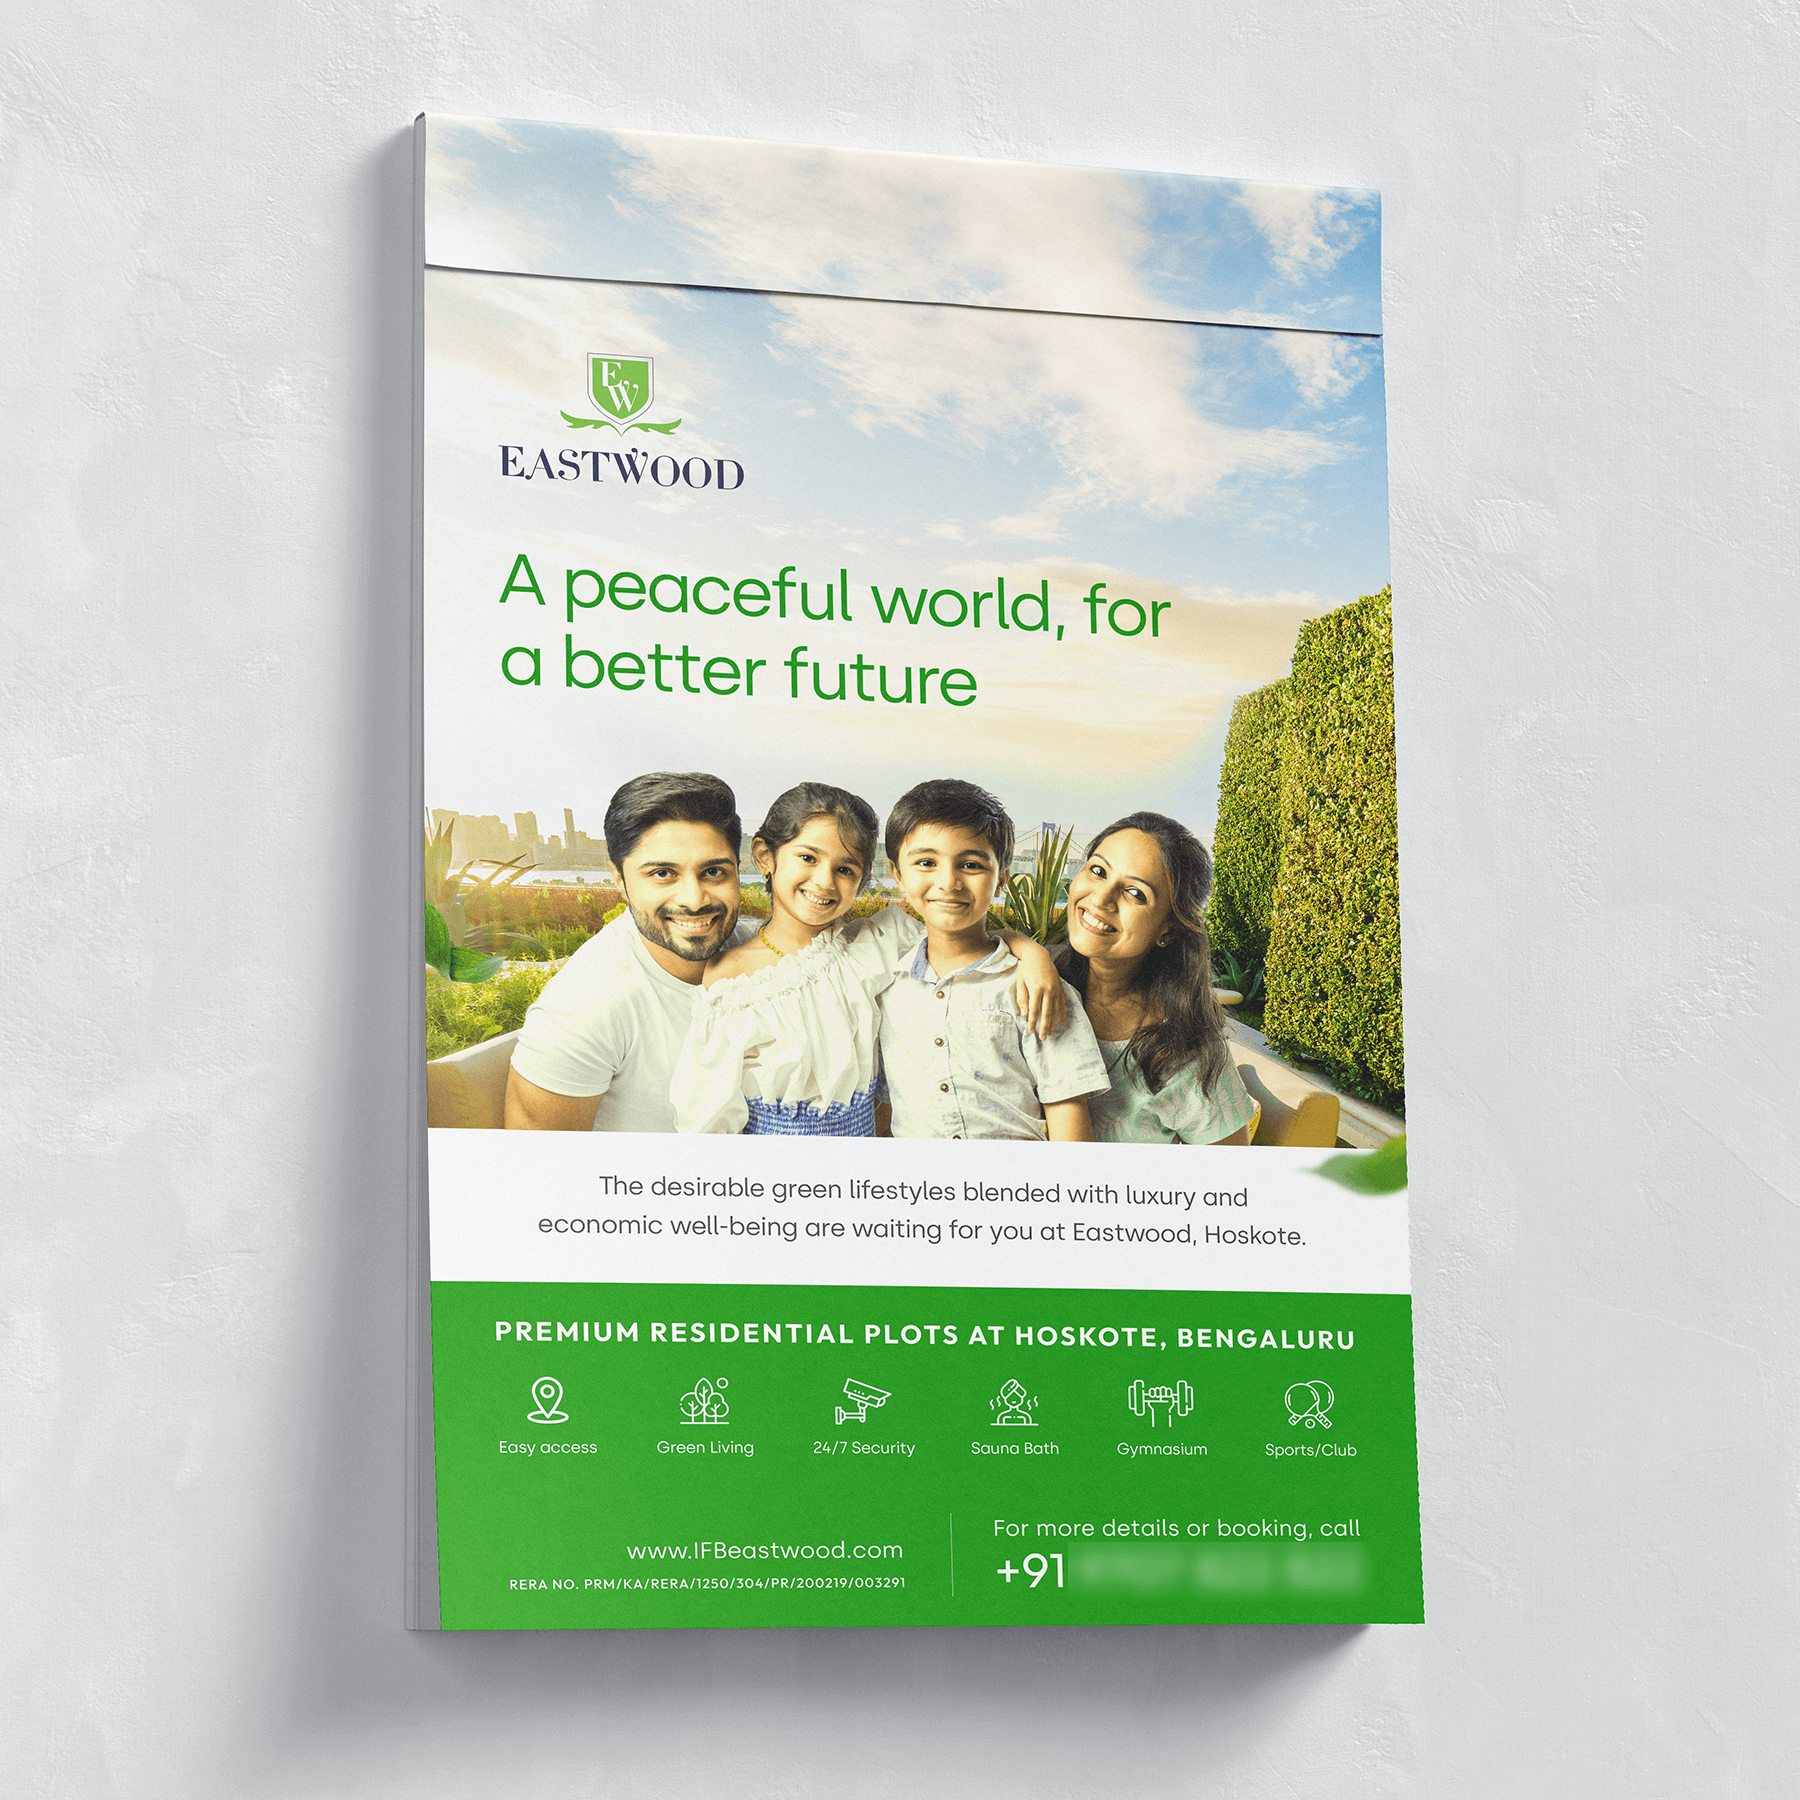 EW
EASTWOOD
A peaceful world, for
a better future
The desirable green lifestyles blended with luxury and
economic well-being are waiting for you at Eastwood, Hoskote.
PREMIUM RESIDENTIAL PLOTS AT HOSKOTE, BENGALURU
Easy access
Green Living
24/7 Security
Sauna Bath
Gymnasium
Sports/Club
www.IFBeastwood.com
RERA NO. PRM/KA/RERA/1250/304/PR/200219/003291
For more details or booking, call
+91